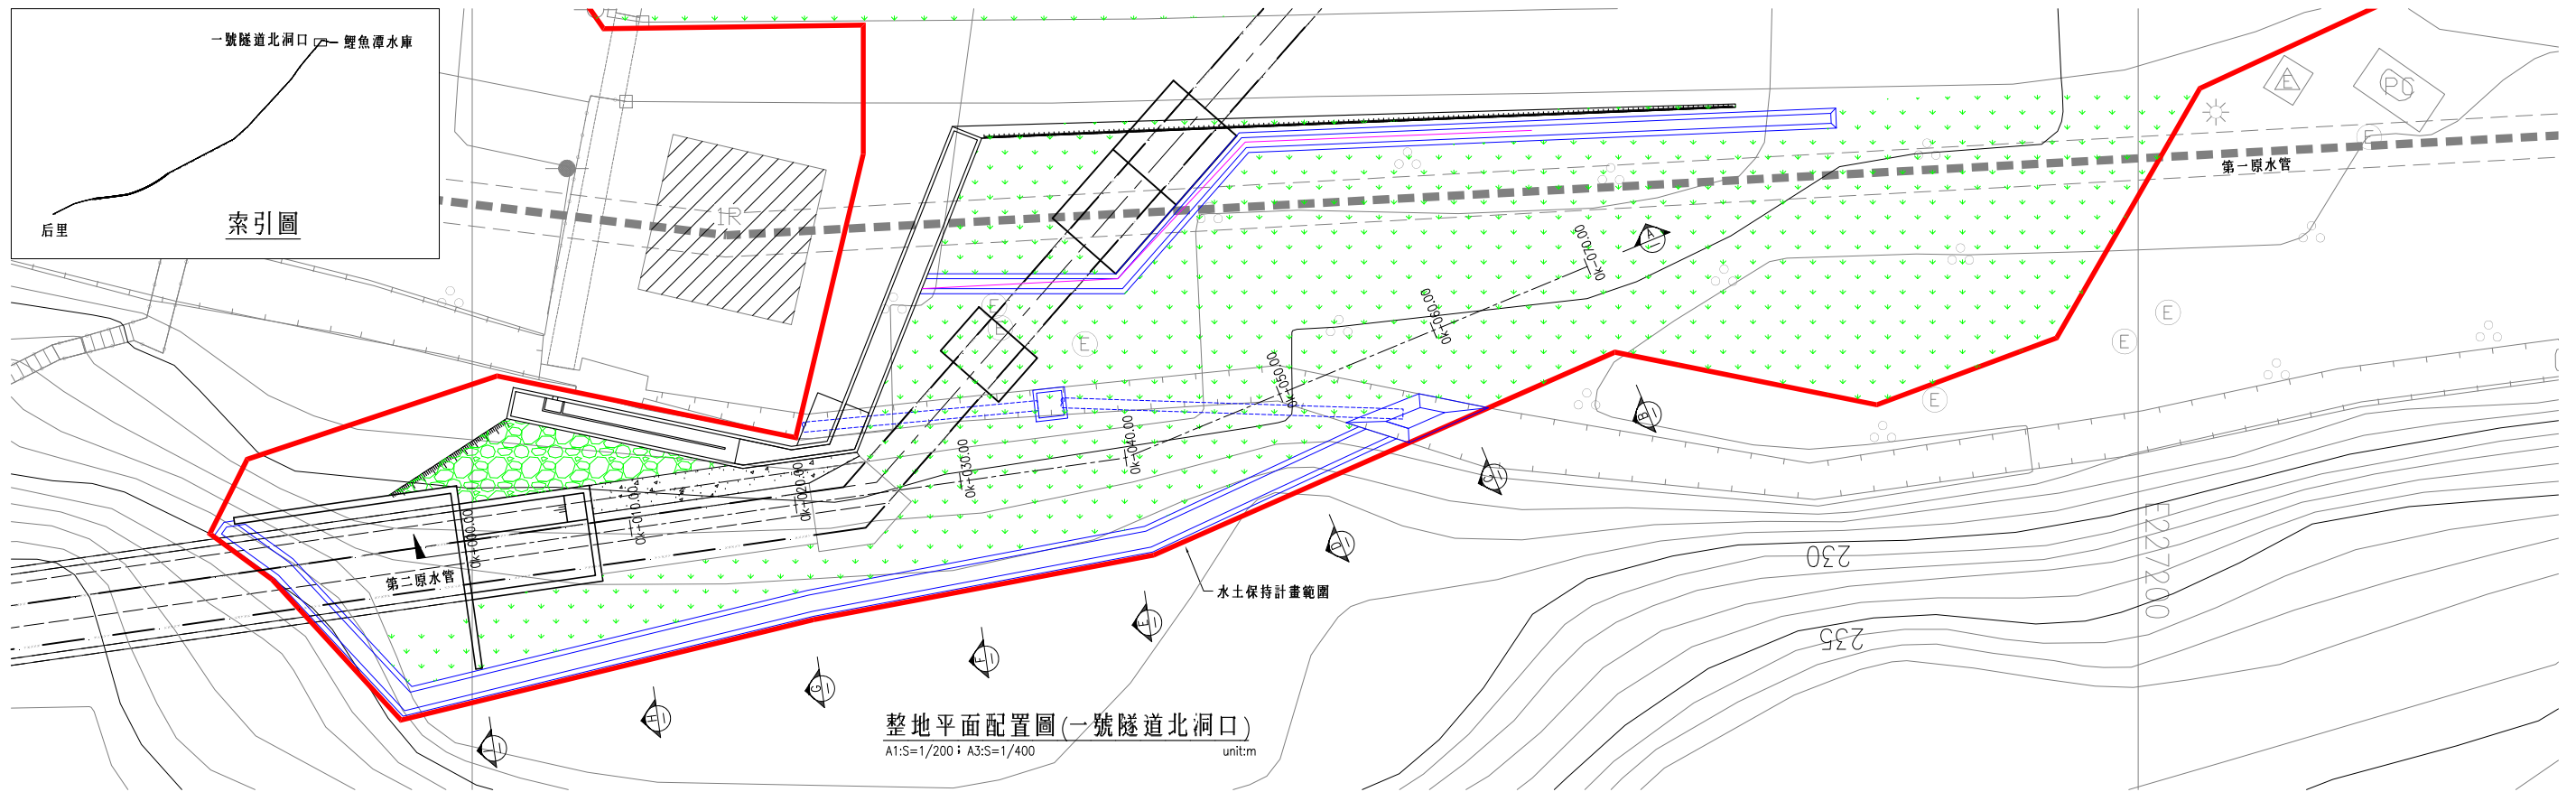 一號隧道北洞口
鯉魚潭水庫
后里
索引圖
1R
E
PC
E
第一原水管
A
0k+070.00
0k+060.00
0k+050.00
0k+040.00
0k+030.00
0k+020.00
0k+010.00
0k+000.00
E
E
E
E
E
E
B
C
D
E
F
G
H
I
第二原水管
水土保持計畫範圍
230
235
E227200
整地平面配置圖(一號隧道北洞口)
A1:S=1/200；A3:S=1/400
unit:m